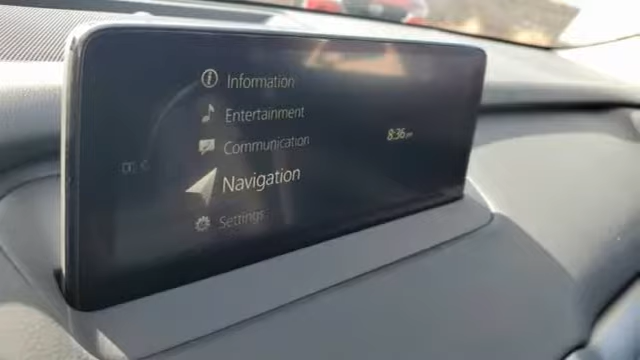 Information
Entertainment
Communication
8:36
Navigation
Settings